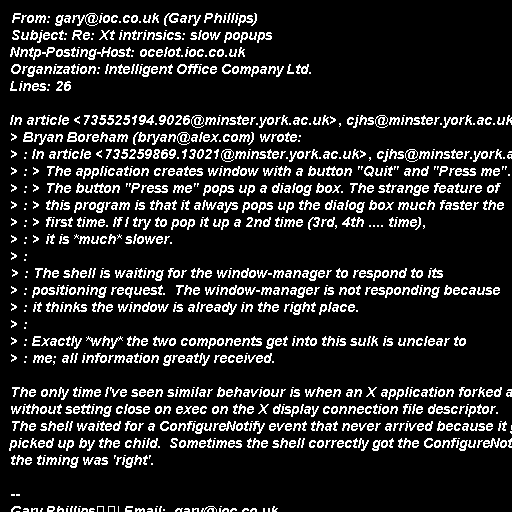 From: gary@ioc.co.uk (Gary Phillips)
Subject: Re: Xt intrinsics: slow popups
Nntp-Posting-Host: ocelot.ioc.co.uk
Organization: Intelligent Office Company Ltd.
Lines: 26
In article <735525194.9026@minster.york.ac.uk>, cjhs@minster.york.ac.uk
> Bryan Boreham (bryan@alex.com) wrote:
> : In article <735259869.13021@minster.york.ac.uk>, cjhs@minster.york.a
> : > The application creates window with a button "Quit" and "Press me".
> : > The button "Press me" pops up a dialog box. The strange feature of
> : > this program is that it always pops up the dialog box much faster the
> : > first time. If I try to pop it up a 2nd time (3rd, 4th .... time),
> : > it is *much* slower.
> :
> : The shell is waiting for the window-manager to respond to its
> : positioning request.  The window-manager is not responding because
> : it thinks the window is already in the right place.
> :
> : Exactly *why* the two components get into this sulk is unclear to
> : me; all information greatly received.
The only time I've seen similar behaviour is when an X application forked a
without setting close on exec on the X display connection file descriptor.
The shell waited for a ConfigureNotify event that never arrived because it
picked up by the child.  Sometimes the shell correctly got the ConfigureNot
the timing was 'right'.
--
Gary Phillips | Email: gary@ioc.co.uk